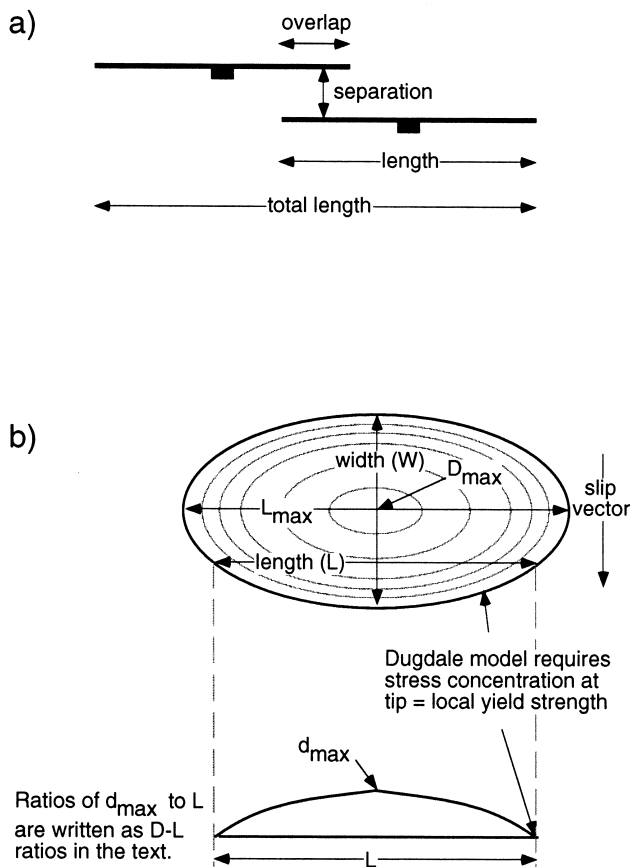 a)
overlap
separation
length
total length
b)
width (W)
Dmax
slip
vector
Lmax
length (L)
Dugdale model requires
stress concentration at
tip = local yield strength
dmax
Ratios of dmax to L
are written as D-L
ratios in the text.
L